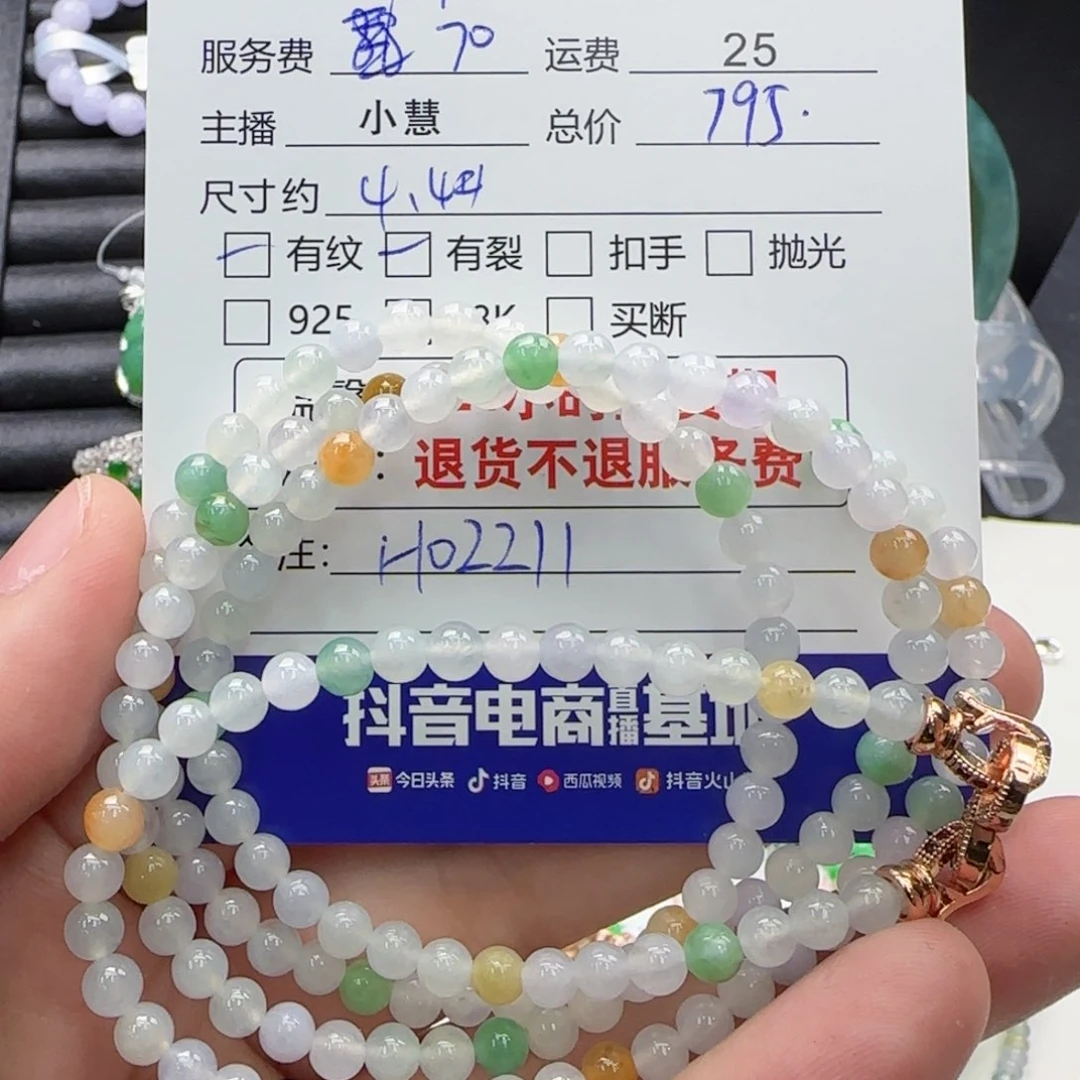 服务费 70 运费 25
主播 小慧 总价 795.
尺寸约 4.4
有纹 有裂 扣手 抛光
925 买断
：退货不退服务费
注： H02211
抖音电商直播基地
头条 今日头条 抖音 西瓜视频 抖音火山